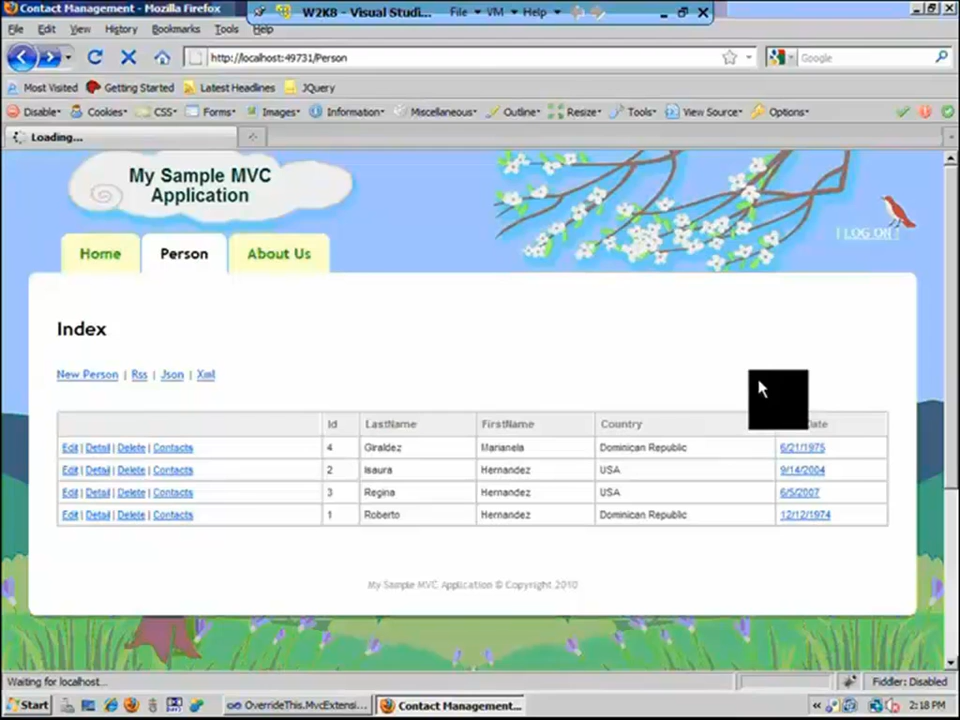 Contact Management - Mozilla Firefox
W2K8 - Visual Studi... File VM Help
File Edit View History Bookmarks Tools Help
http://localhost:49731/Person Google
Most Visited Getting Started Latest Headlines JQuery
Disable Cookies CSS Forms Images Information Miscellaneous Outline Resize Tools View Source Options
Loading...
My Sample MVC
Application
| LOG ON
Home Person About Us
Index
New Person | Rss | Json | Xml
Id LastName FirstName Country
Edit | Detail | Delete | Contacts 4 Giraldez Marianela Dominican Republic 6/21/1975
Edit | Detail | Delete | Contacts 2 Isaura Hernandez USA 9/14/2004
Edit | Detail | Delete | Contacts 3 Regina Hernandez USA 6/5/2007
Edit | Detail | Delete | Contacts 1 Roberto Hernandez Dominican Republic 12/12/1974
My Sample MVC Application © Copyright 2010
Waiting for localhost... Fiddler: Disabled
Start OverrideThis.MvcExtensi... Contact Management... 2:18 PM